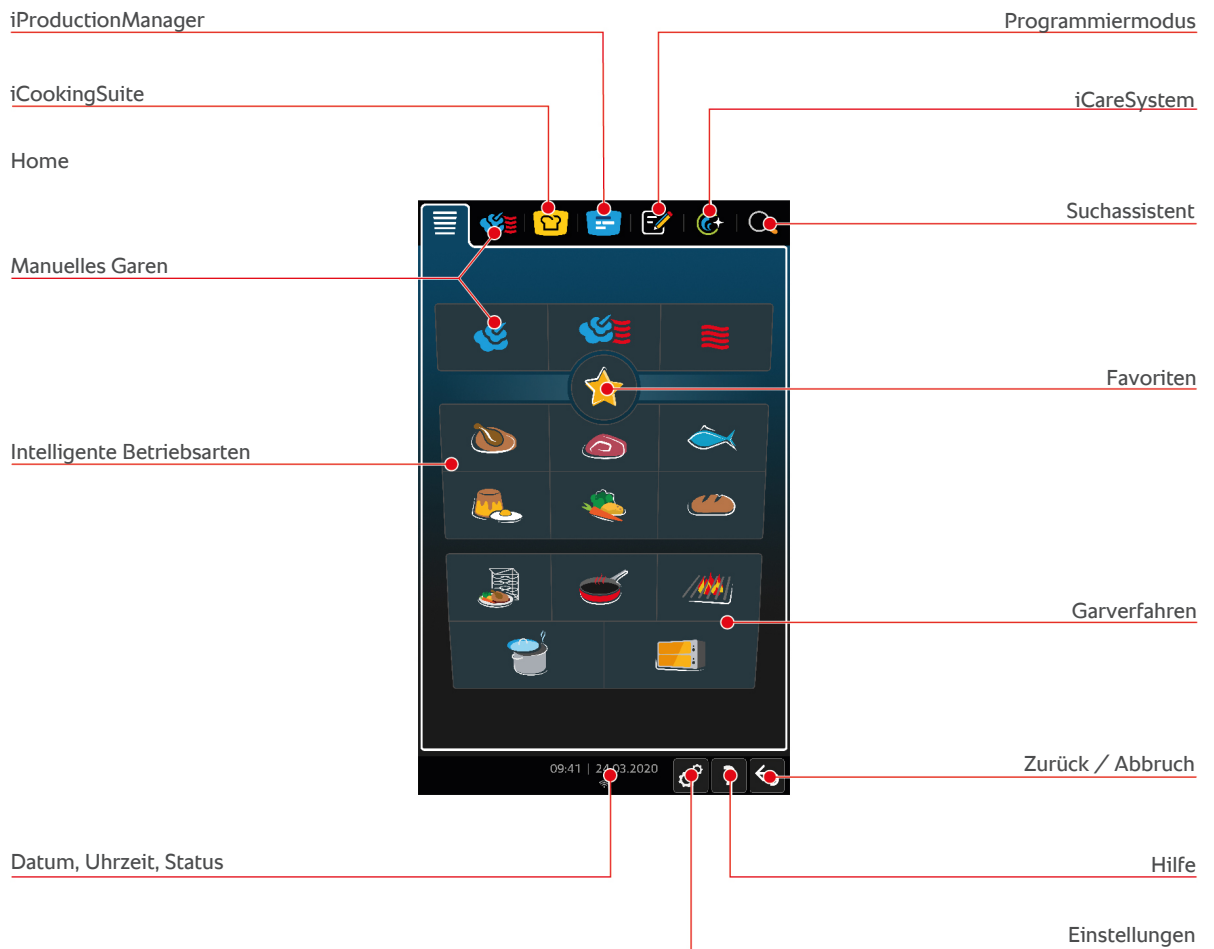 iProductionManager
Programmiermodus
iCookingSuite
iCareSystem
Home
Suchassistent
Manuelles Garen
Favoriten
Intelligente Betriebsarten
Garverfahren
09:41 | 24.03.2020
Zurück / Abbruch
Datum, Uhrzeit, Status
Hilfe
Einstellungen